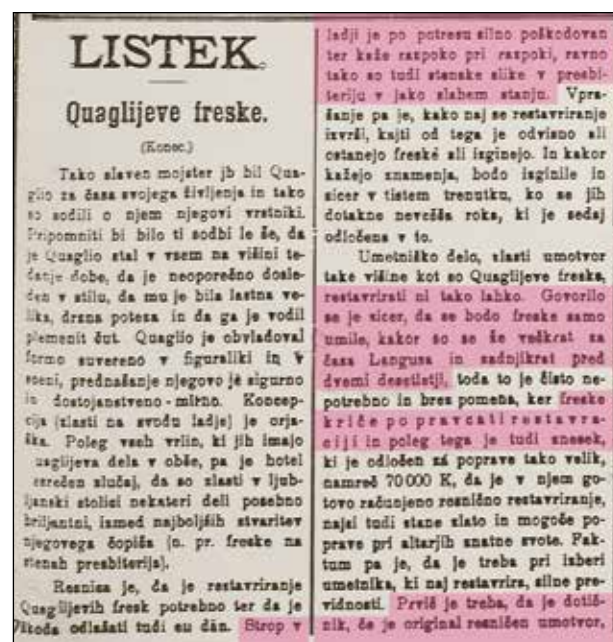 LISTEK.
Quaglijeve freske.
(Konec.)
Tako slaven mojster jb bil Qua-
glio za časa svojega življenja in tako
so sodili o njem njegovi vrstniki.
Pripomniti bi bilo ti sodbi le še, da
je Quaglio stal v vsem na višini te-
danje dobe, da je neoporečno dosle-
den v stilu, da mu je bila lastna ve-
lika, drzna poteza in da ga je vodil
plemenit čut. Quaglio je obvladoval
formo suvereno v figuraliki in v
sceni, prednašanje njegovo je sigurno
in dostojanstveno - mirno. Koncep-
cija (zlasti na svodu ladje) je orja-
ška. Poleg vseh vrlin, ki jih imajo
uaglijeva dela v obše, pa je hotel
izreden slučaj, da so zlasti v ljub-
ljanski stolici nekateri deli posebno
briljantni, izmed najboljših stvaritev
njegovega čopiča (n. pr. freske na
stenah presbiterija).
Resnica je, da je restavriranje
Quaglijevih fresk potrebno ter da je
škoda odlašati tudi en dan. Strop v
ladji je po potresu silno poškodovan
ter kaže razpoko pri razpoki, ravno
tako so tudi stenske slike v presbi-
teriju v jako slabem stanju. Vpra-
šanje pa je, kako naj se restavriranje
izvrši, kajti od tega je odvisno ali
ostanejo freske ali izginejo. In kakor
kažejo znamenja, bodo izginile in
sicer v tistem trenutku, ko se jih
dotakne nevešča roka, ki je sedaj
odločena v to.
Umetniško delo, zlasti umotvor
take višine kot so Quaglijeve freske,
restavrirati ni tako lahko. Govorilo
se je sicer, da se bodo freske samo
umile, kakor so se še večkrat za
časa Langusa in zadnjikrat pred
dvemi desetletji, toda to je čisto ne-
potrebno in brez pomena, ker freske
kriče po pravcati restavra-
ciji in poleg tega je tudi znesek,
ki je odločen za poprave tako velik,
namreč 70000 K, da je v njem go-
tovo računjeno resnično restavriranje,
najsi tudi stane zlato in mogoče po-
prave pri altarjih znatne svote. Fak-
tum pa je, da je treba pri izberi
umetnika, ki naj restavrira, silne pre-
vidnosti. Prvič je treba, da je dotič-
nik, če je original resničen umotvor,